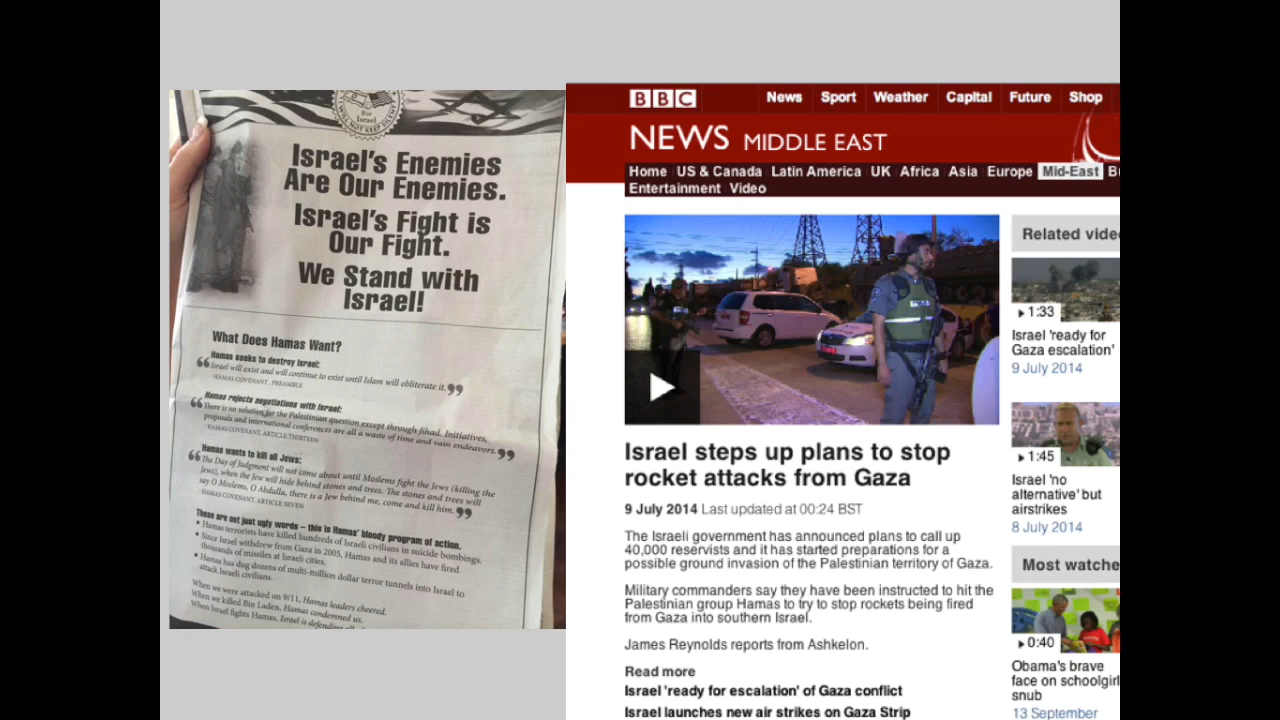 For
Israel
WILL NOT KEEP SILENT
Israel's Enemies
Are Our Enemies.
Israel's Fight is
Our Fight.
We Stand with
Israel!
What Does Hamas Want?
Hamas seeks to destroy Israel:
“Israel will exist and will continue to exist until Islam will obliterate it.”
- HAMAS COVENANT, PREAMBLE
Hamas rejects negotiations with Israel:
“There is no solution for the Palestinian question except through Jihad. Initiatives,
proposals and international conferences are all a waste of time and vain endeavors.”
- HAMAS COVENANT, ARTICLE THIRTEEN
Hamas wants to kill all Jews:
“The Day of Judgment will not come about until Moslems fight the Jews (killing the
Jews), when the Jew will hide behind stones and trees. The stones and trees will
say O Moslems, O Abdulla, there is a Jew behind me, come and kill him.”
- HAMAS COVENANT, ARTICLE SEVEN
These are not just ugly words – this is Hamas' bloody program of action.
• Hamas terrorists have killed hundreds of Israeli civilians in suicide bombings.
• Since Israel withdrew from Gaza in 2005, Hamas and its allies have fired
thousands of missiles at Israeli cities.
• Hamas has dug dozens of multi-million dollar terror tunnels into Israel to
attack Israeli civilians.
When we were attacked on 9/11, Hamas leaders cheered.
When we killed Bin Laden, Hamas condemned us.
When Israel fights Hamas, Israel is defending
BBC
News Sport Weather Capital Future Shop
NEWS MIDDLE EAST
Home US & Canada Latin America UK Africa Asia Europe Mid-East B
Entertainment Video
Israel steps up plans to stop
rocket attacks from Gaza
9 July 2014 Last updated at 00:24 BST
The Israeli government has announced plans to call up
40,000 reservists and it has started preparations for a
possible ground invasion of the Palestinian territory of Gaza.
Military commanders say they have been instructed to hit the
Palestinian group Hamas to try to stop rockets being fired
from Gaza into southern Israel.
James Reynolds reports from Ashkelon.
Read more
Israel 'ready for escalation' of Gaza conflict
Israel launches new air strikes on Gaza Strip
Related vide
1:33
Israel 'ready for
Gaza escalation'
9 July 2014
1:45
Israel 'no
alternative' but
airstrikes
8 July 2014
Most watche
0:40
Obama's brave
face on schoolgirl
snub
13 September